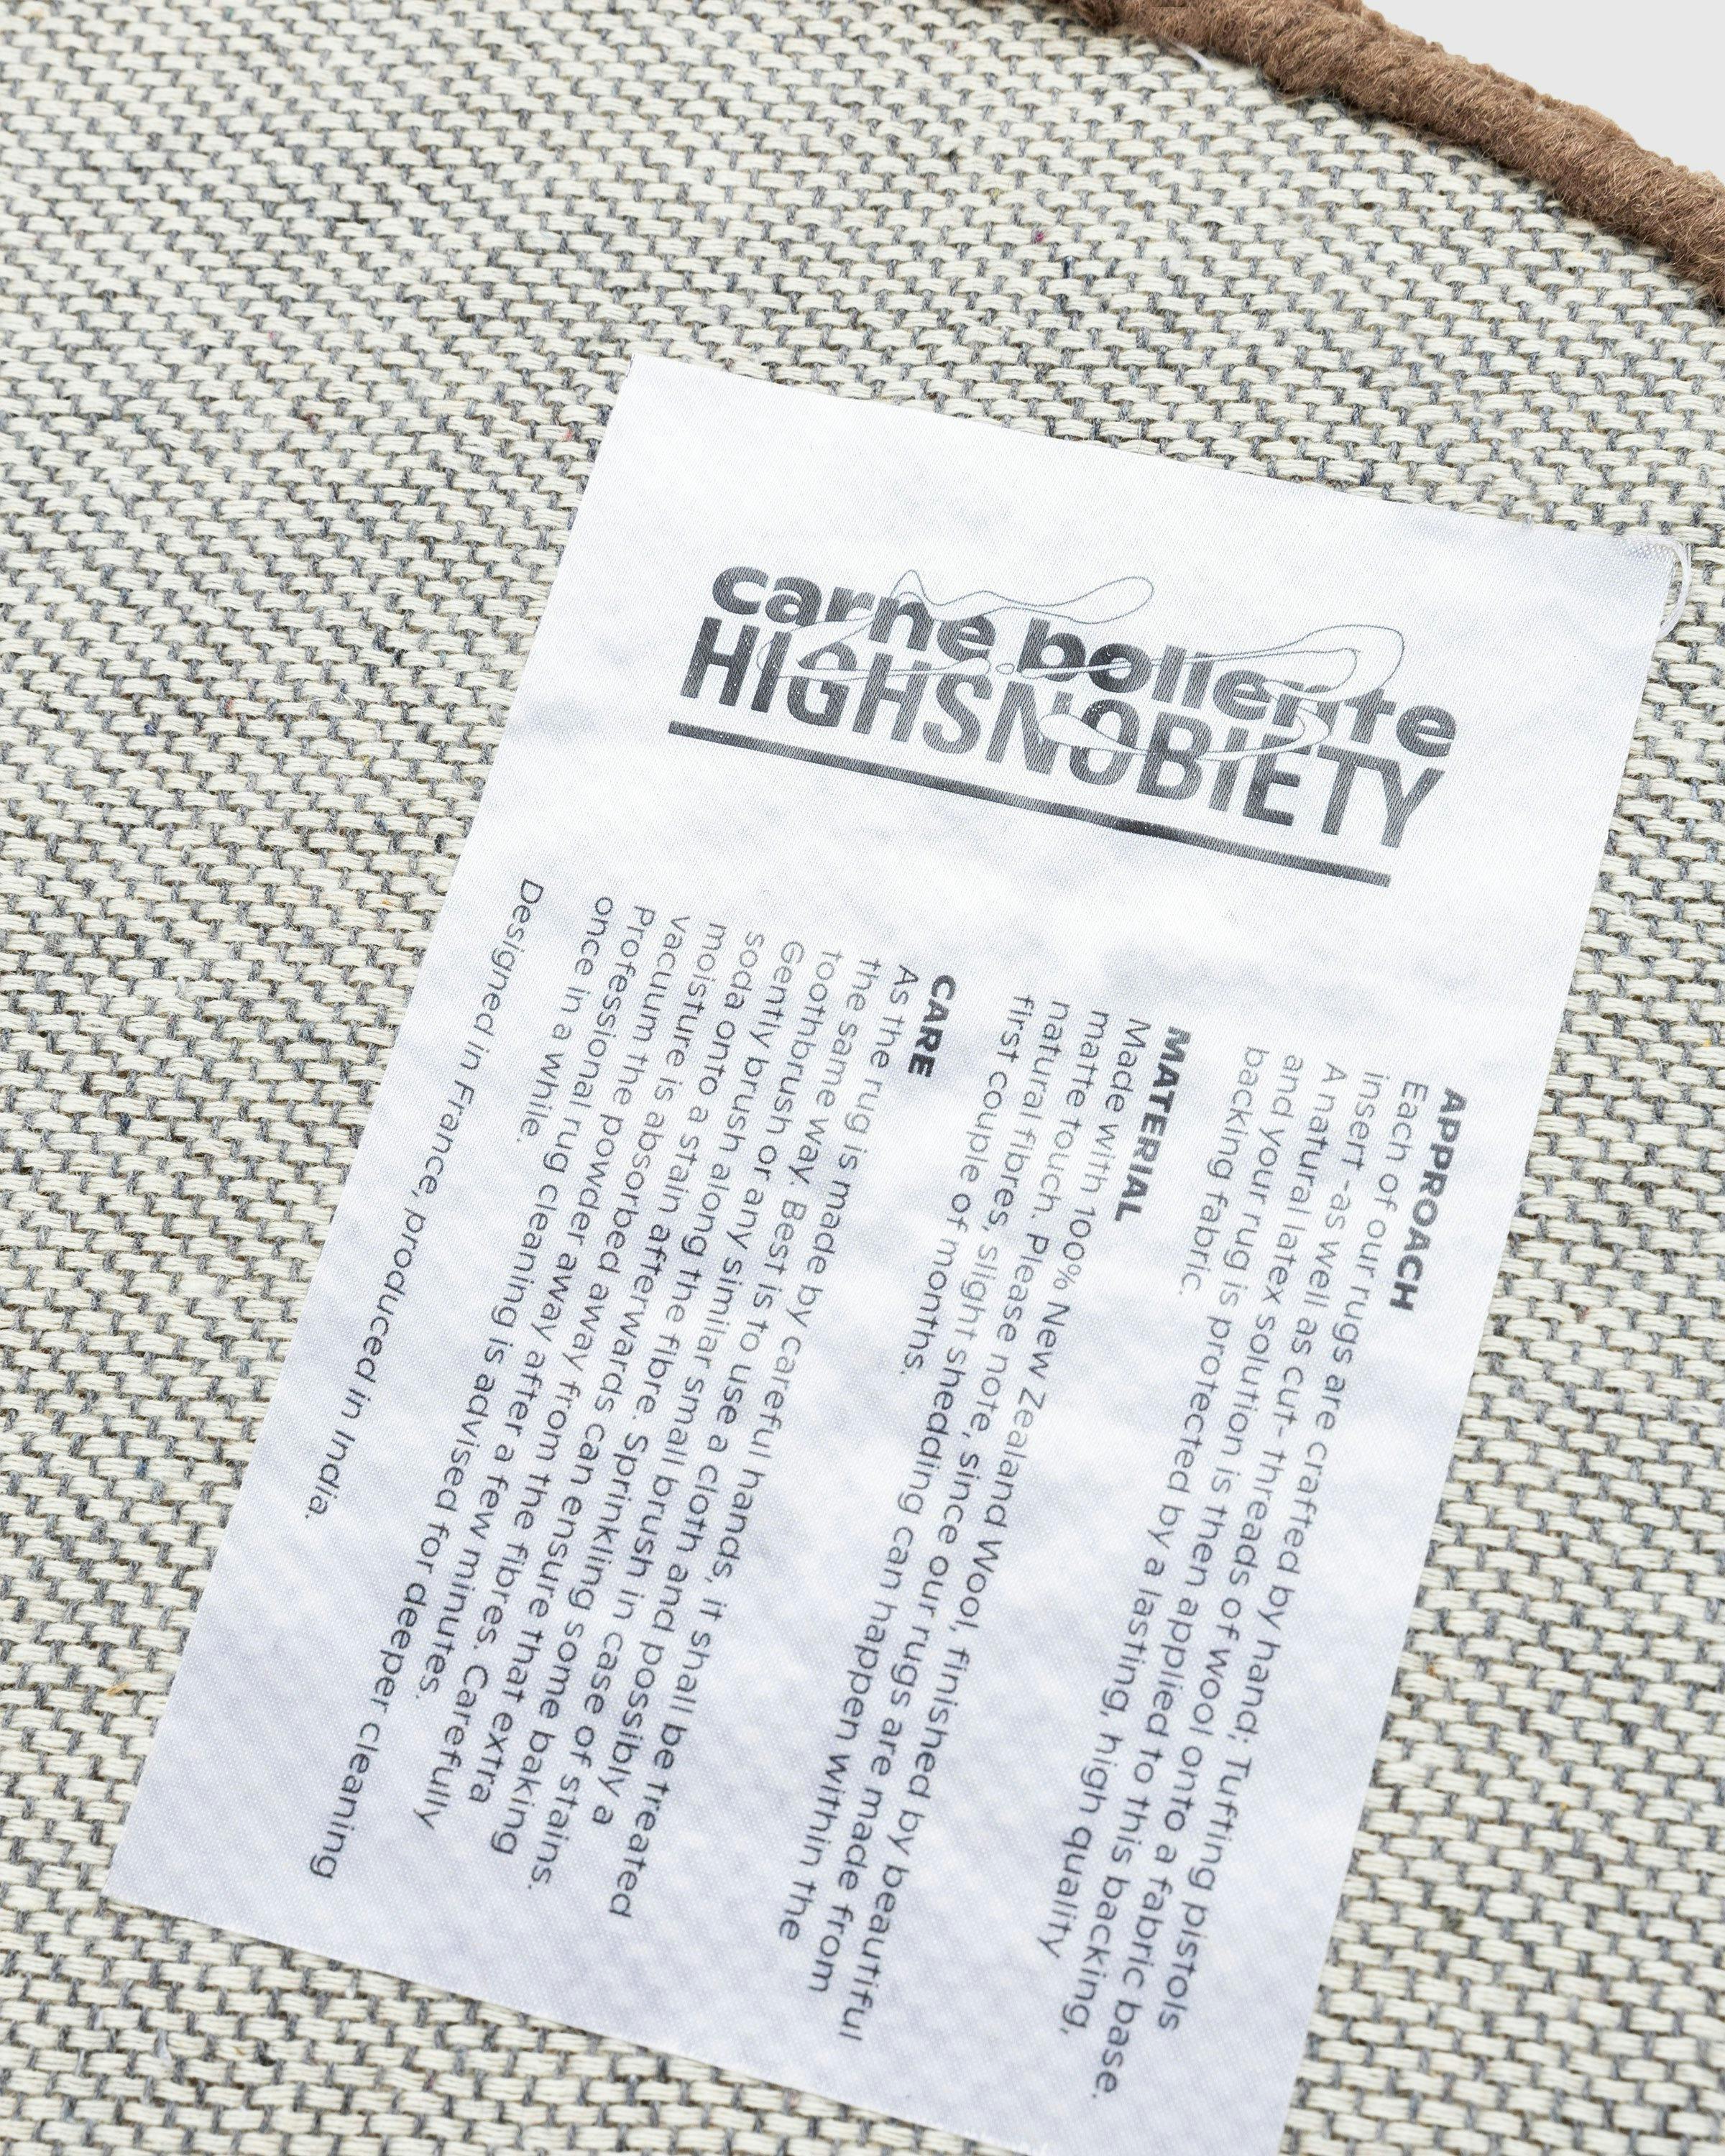 carne bollente
HIGHSNOBIETY
APPROACH
Each of our rugs are crafted by hand; Tufting pistols
insert -as well as cut- threads of wool onto a fabric base.
A natural latex solution is then applied to this backing,
and your rug is protected by a lasting, high quality
backing fabric.
MATERIAL
Made with 100% New Zealand Wool, finished by beautiful
matte touch. Please note, since our rugs are made from
natural fibres, slight shedding can happen within the
first couple of months.
CARE
As the rug is made by careful hands, it shall be treated
the same way. Best is to use a cloth and possibly a
toothbrush or any similar small brush in case of stains.
Gently brush along the fibre. Sprinkling some baking
soda onto a stain afterwards can ensure that extra
moisture is absorbed away from the fibres. Carefully
vacuum the powder away after a few minutes.
Professional rug cleaning is advised for deeper cleaning
once in a while.
Designed in France, produced in India.